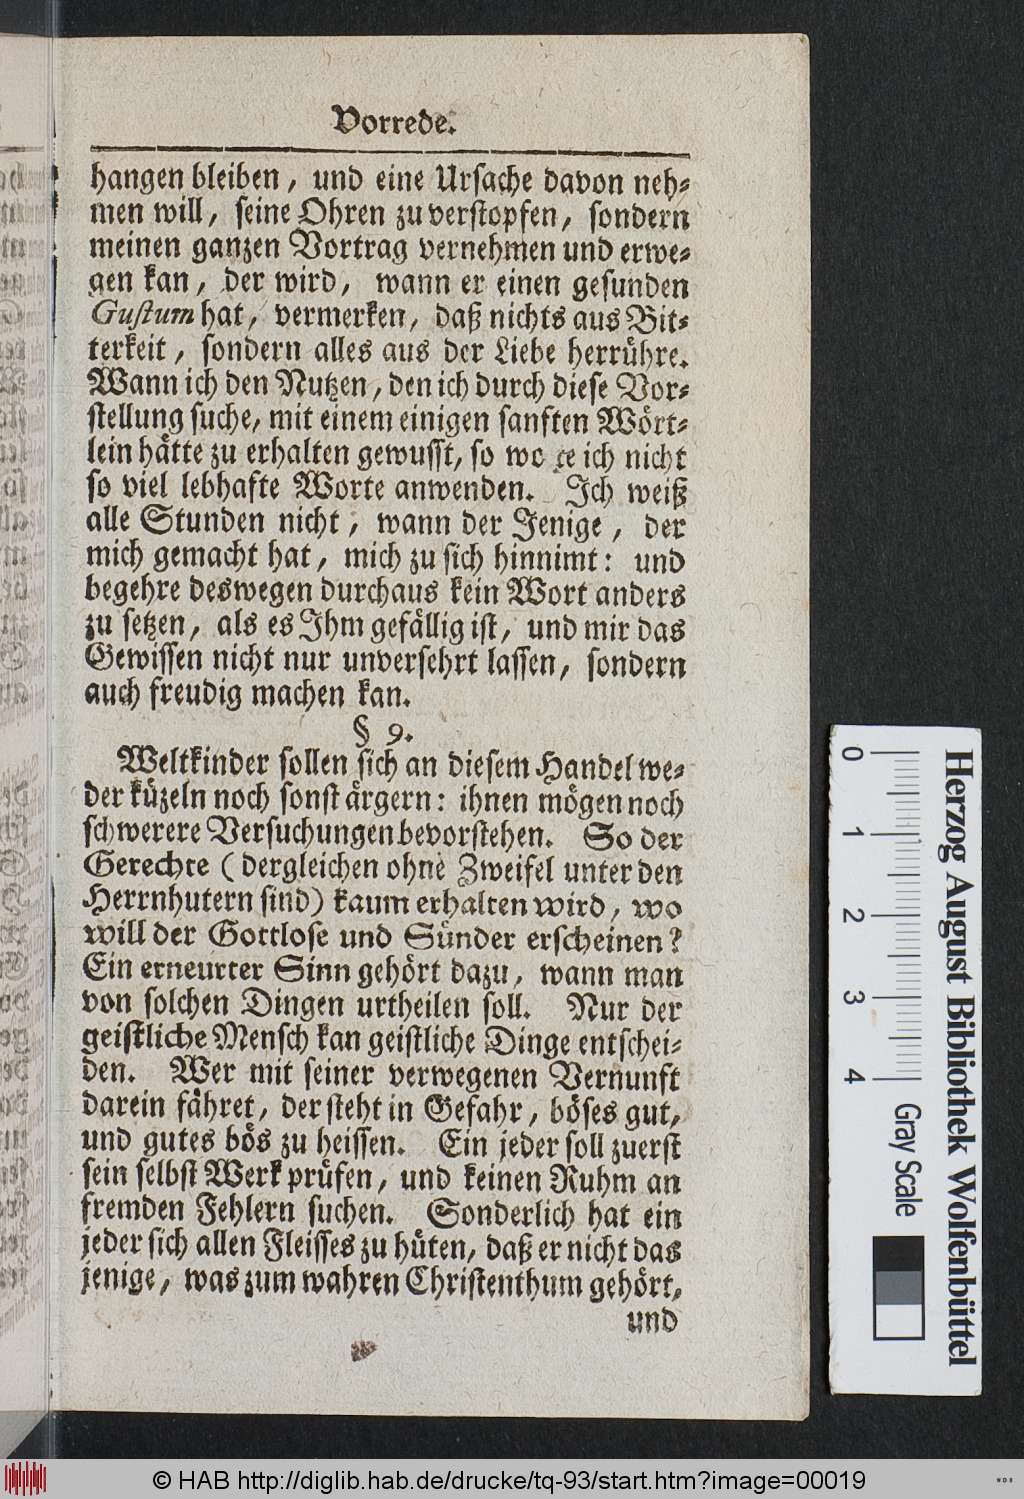 Vorrede.
hangen bleiben, und eine Ursache davon neh-
men will, seine Ohren zu verstopfen, sondern
meinen ganzen Vortrag vernehmen und erwe-
gen kan, der wird, wann er einen gesunden
Gustum hat, vermerken, daß nichts aus Bit-
terkeit, sondern alles aus der Liebe herrühre.
Wann ich den Nutzen, den ich durch diese Vor-
stellung suche, mit einem einigen sanften Wört-
lein hätte zu erhalten gewusst, so ich nicht
so viel lebhafte Worte anwenden. Ich weiß
alle Stunden nicht, wann der Jenige, der
mich gemacht hat, mich zu sich hinnimt: und
begehre deswegen durchaus kein Wort anders
zu setzen, als es Ihm gefällig ist, und mir das
Gewissen nicht nur unversehrt lassen, sondern
auch freudig machen kan.
§ 9.
Weltkinder sollen sich an diesem Handel we-
der küzeln noch sonst ärgern: ihnen mögen noch
schwerere Versuchungen bevorstehen. So der
Gerechte (dergleichen ohne Zweifel unter den
Herrnhutern sind) kaum erhalten wird, wo
will der Gottlose und Sünder erscheinen?
Ein erneurter Sinn gehört dazu, wann man
von solchen Dingen urtheilen soll. Nur der
geistliche Mensch kan geistliche Dinge entschei-
den. Wer mit seiner verwegenen Vernunft
darein fähret, der steht in Gefahr, böses gut,
und gutes bös zu heissen. Ein jeder soll zuerst
sein selbst Werk prüfen, und keinen Ruhm an
fremden Fehlern suchen. Sonderlich hat ein
jeder sich allen Fleisses zu hüten, daß er nicht das
jenige, was zum wahren Christenthum gehört,
und
0 1 2 3 4
Gray Scale
Herzog August Bibliothek Wolfenbüttel
© HAB http://diglib.hab.de/drucke/tq-93/start.htm?image=00019